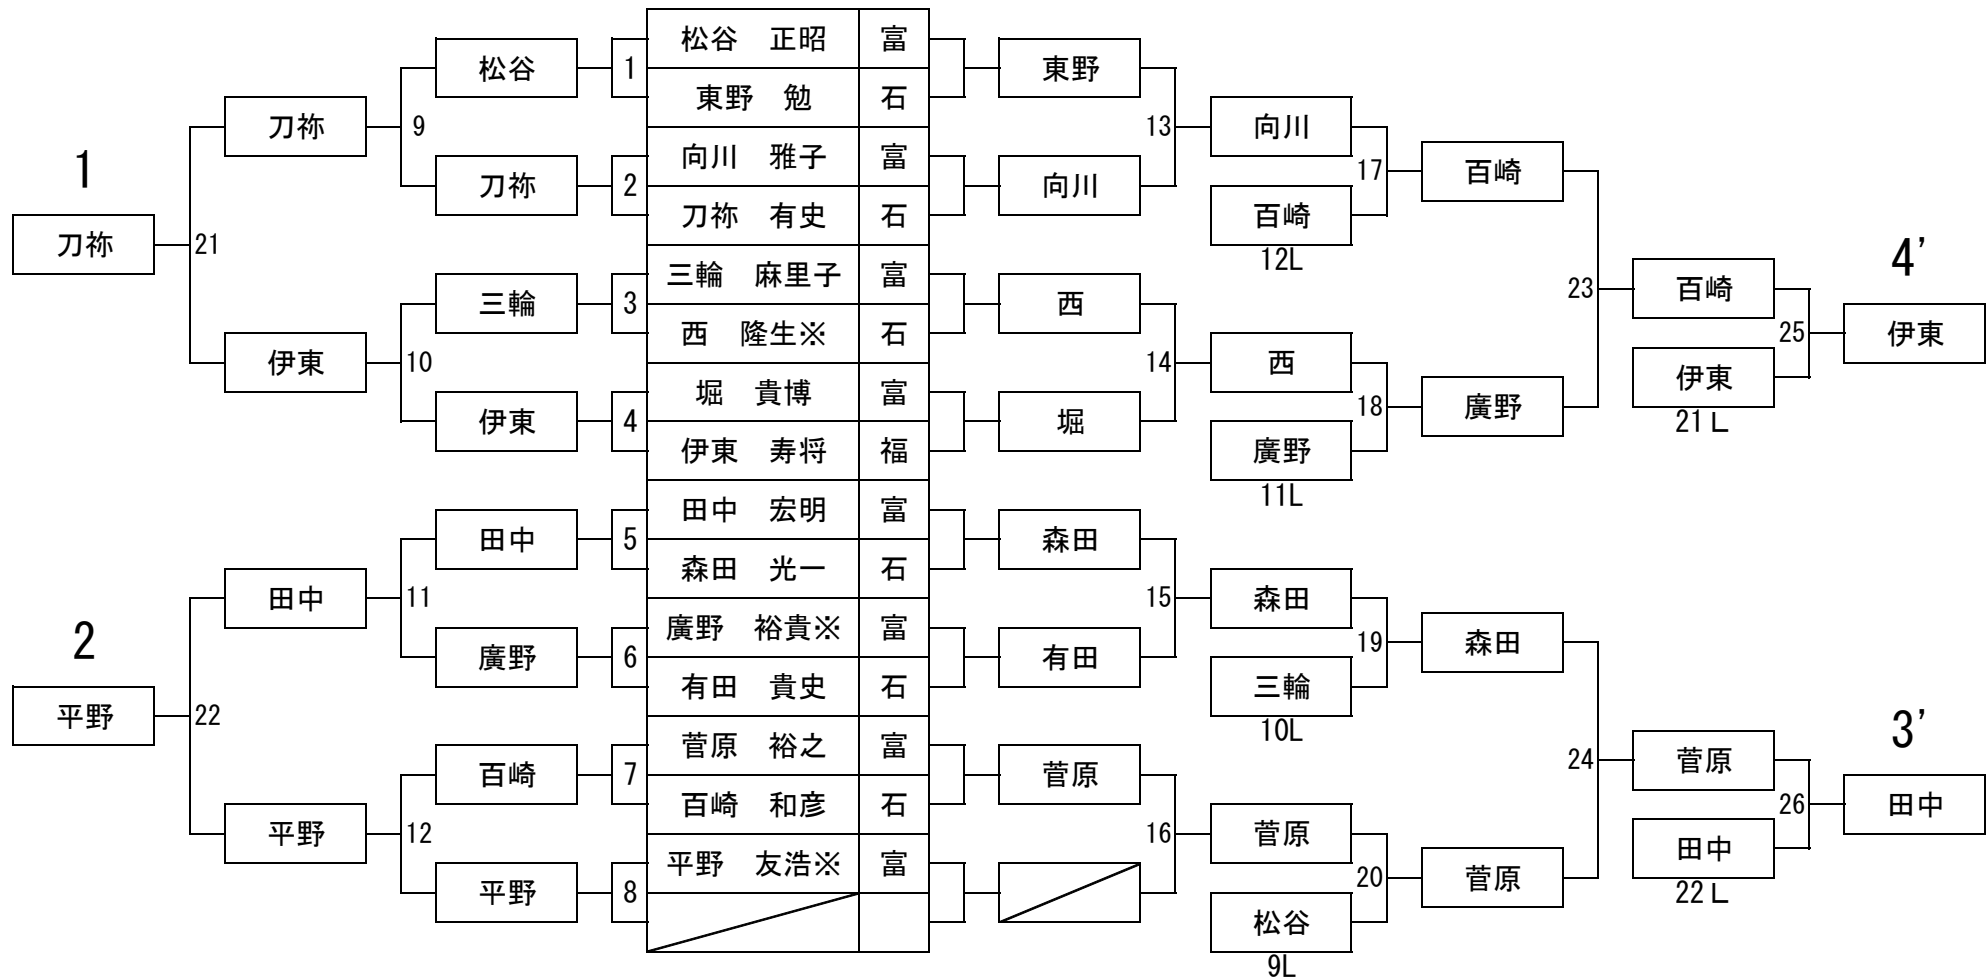 松谷　正昭 富
松谷 1 東野
東野　勉 石
刀祢 9 13 向川
向川　雅子 富
1 17 百崎
刀祢 2 向川 百崎
刀祢　有史 石
刀祢 21 12L 4’
三輪　麻里子 富
三輪 3 西 23 百崎
西　隆生※ 石 25 伊東
伊東 10 14 西
堀　貴博 富 伊東
伊東 4 堀 18 廣野 21L
伊東　寿将 福 廣野
11L
田中　宏明 富
田中 5 森田
森田　光一 石
田中 11 15 森田
廣野　裕貴※ 富
2 19 森田
廣野 6 有田 三輪
有田　貴史 石
平野 22 10L 3’
菅原　裕之 富
百崎 7 菅原 24 菅原
百崎　和彦 石 26 田中
平野 12 16 菅原
平野　友浩※ 富 田中
平野 8 20 菅原 22L
松谷
9L